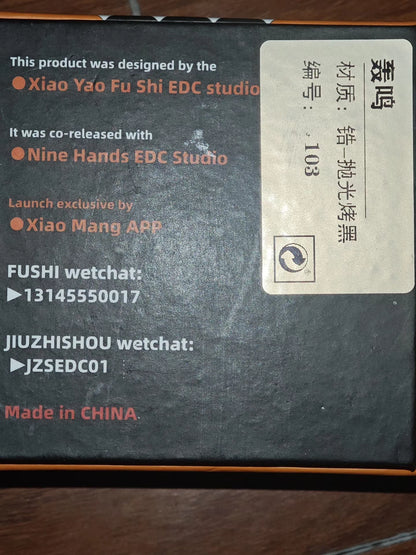 This product was designed by the
●Xiao Yao Fu Shi EDC studio
It was co-released with
●Nine Hands EDC Studio
Launch exclusive by
●Xiao Mang APP
FUSHI wetchat:
▶13145550017
JIUZHISHOU wetchat:
▶JZSEDC01
Made in CHINA
轰鸣
材质: 锆-抛光烤黑
编号: 103